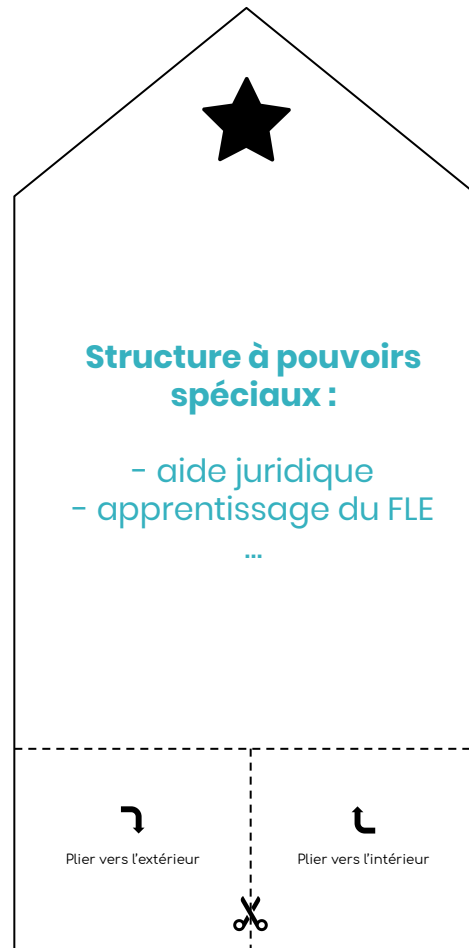 Structure à pouvoirs
spéciaux :
- aide juridique
- apprentissage du FLE
...
Plier vers l'extérieur
Plier vers l'intérieur